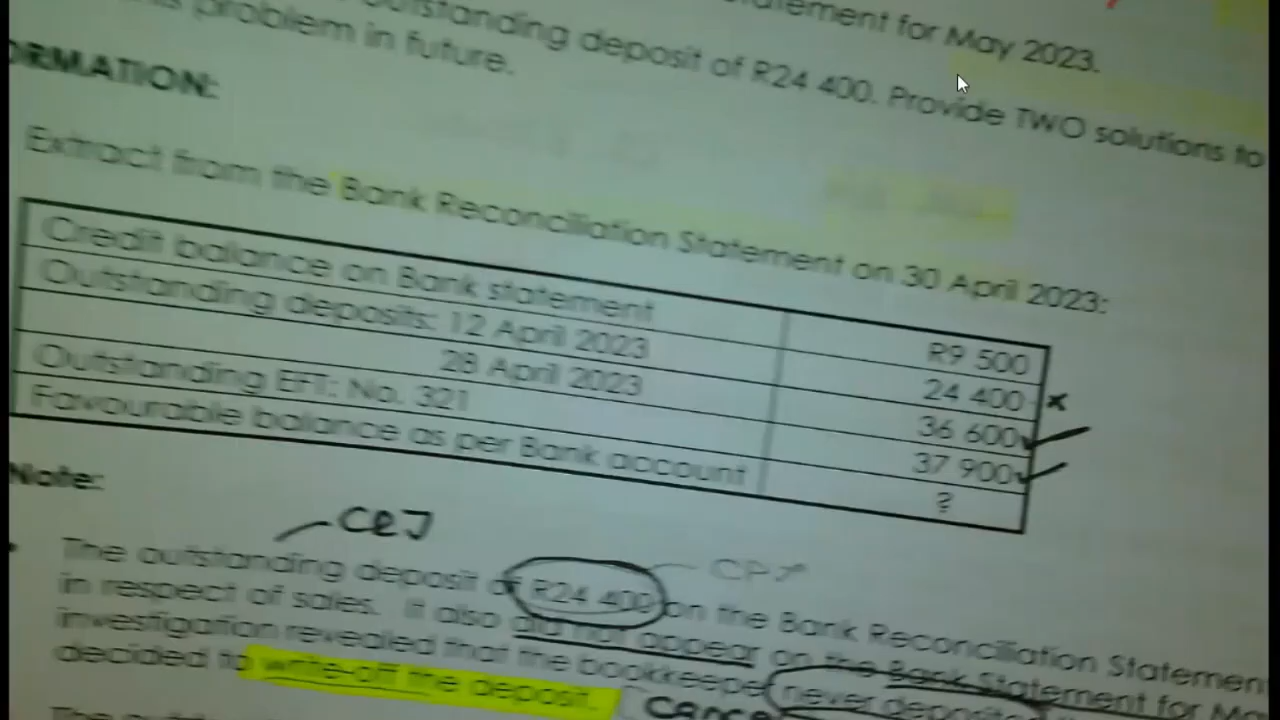 tatement for May 2023.
outstanding deposit of R24 400. Provide TWO solutions to
this problem in future.
ORMATION:
Extract from the Bank Reconciliation Statement on 30 April 2023:
Credit balance on Bank statement R9 500
Outstanding deposits: 12 April 2023 24 400 x
28 April 2023 36 600 ✓
Outstanding EFT: No. 321 37 900 ✓
Favourable balance as per Bank account ?
Note:
CRJ
The outstanding deposit of R24 400 on the Bank Reconciliation Statement
CPJ
in respect of sales. It also did not appear on the Bank Statement for Ma
investigation revealed that the bookkeeper never deposited
decided to write-off the deposit.
Cance